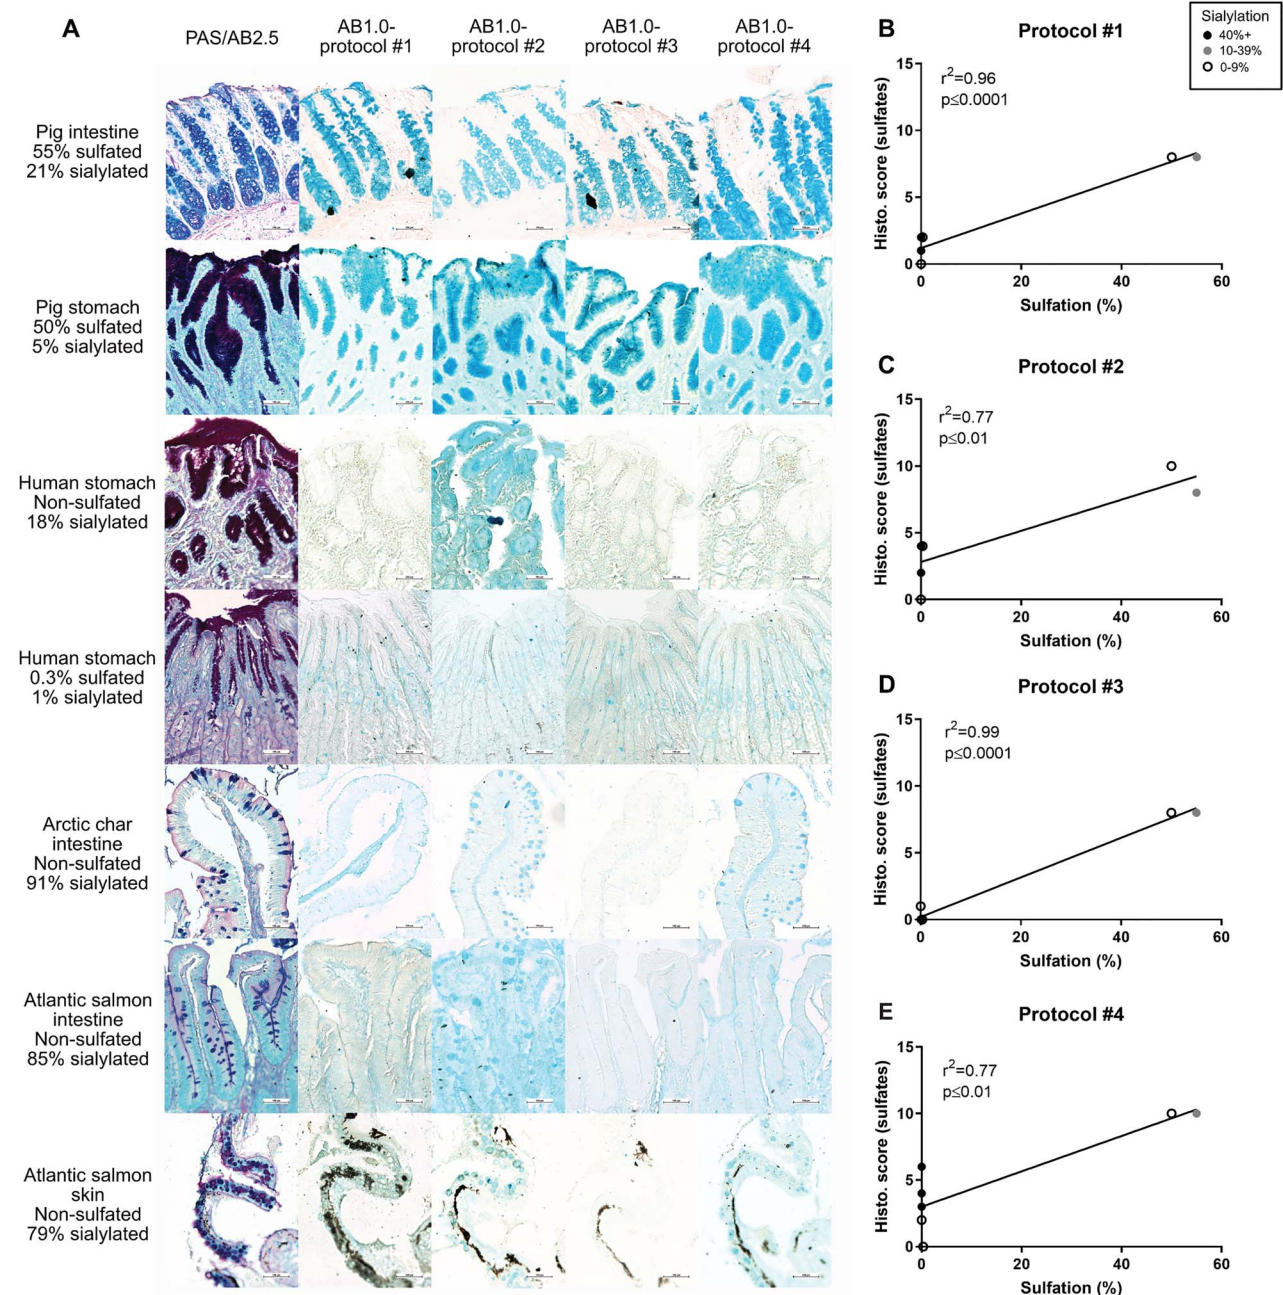 A
PAS/AB2.5
AB1.0-
protocol #1
AB1.0-
protocol #2
AB1.0-
protocol #3
AB1.0-
protocol #4
Pig intestine
55% sulfated
21% sialylated
Pig stomach
50% sulfated
5% sialylated
Human stomach
Non-sulfated
18% sialylated
Human stomach
0.3% sulfated
1% sialylated
Arctic char
intestine
Non-sulfated
91% sialylated
Atlantic salmon
intestine
Non-sulfated
85% sialylated
Atlantic salmon
skin
Non-sulfated
79% sialylated
Sialylation
40%+
10-39%
0-9%
B
Protocol #1
r²=0.96
p≤0.0001
Histo. score (sulfates)
15
10
5
0
0 20 40 60
Sulfation (%)
C
Protocol #2
r²=0.77
p≤0.01
Histo. score (sulfates)
15
10
5
0
0 20 40 60
Sulfation (%)
D
Protocol #3
r²=0.99
p≤0.0001
Histo. score (sulfates)
15
10
5
0
0 20 40 60
Sulfation (%)
E
Protocol #4
r²=0.77
p≤0.01
Histo. score (sulfates)
15
10
5
0
0 20 40 60
Sulfation (%)